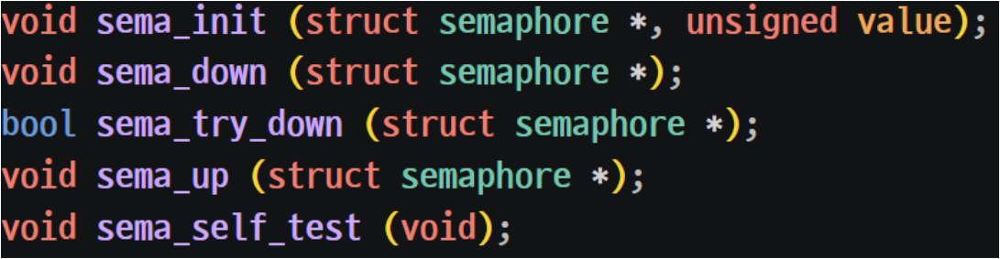 void sema_init (struct semaphore *, unsigned value);
void sema_down (struct semaphore *);
bool sema_try_down (struct semaphore *);
void sema_up (struct semaphore *);
void sema_self_test (void);